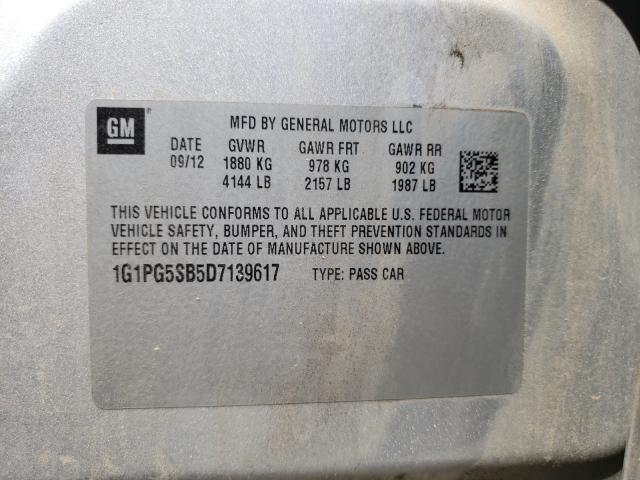 GM ®
MFD BY GENERAL MOTORS LLC
DATE GVWR GAWR FRT GAWR RR
09/12 1880 KG 978 KG 902 KG
4144 LB 2157 LB 1987 LB
THIS VEHICLE CONFORMS TO ALL APPLICABLE U.S. FEDERAL MOTOR
VEHICLE SAFETY, BUMPER, AND THEFT PREVENTION STANDARDS IN
EFFECT ON THE DATE OF MANUFACTURE SHOWN ABOVE.
1G1PG5SB5D7139617 TYPE: PASS CAR